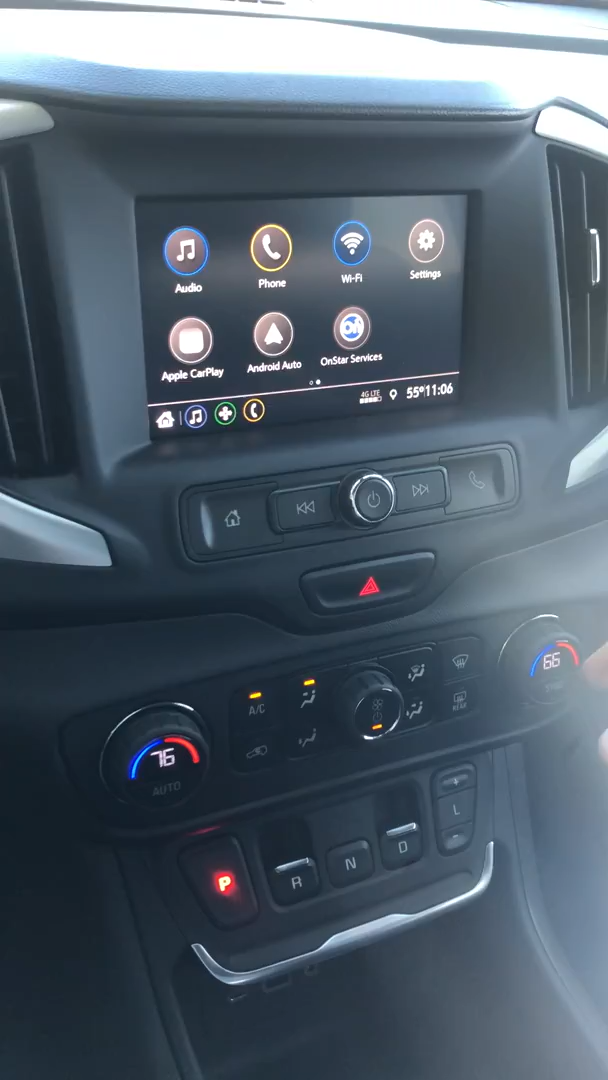 Audio
Phone
Wi-Fi
Settings
Apple CarPlay
Android Auto
On
OnStar Services
4G LTE
55° 11:06
A/C
REAR
66
76
AUTO
P
R
N
D
+
L
−